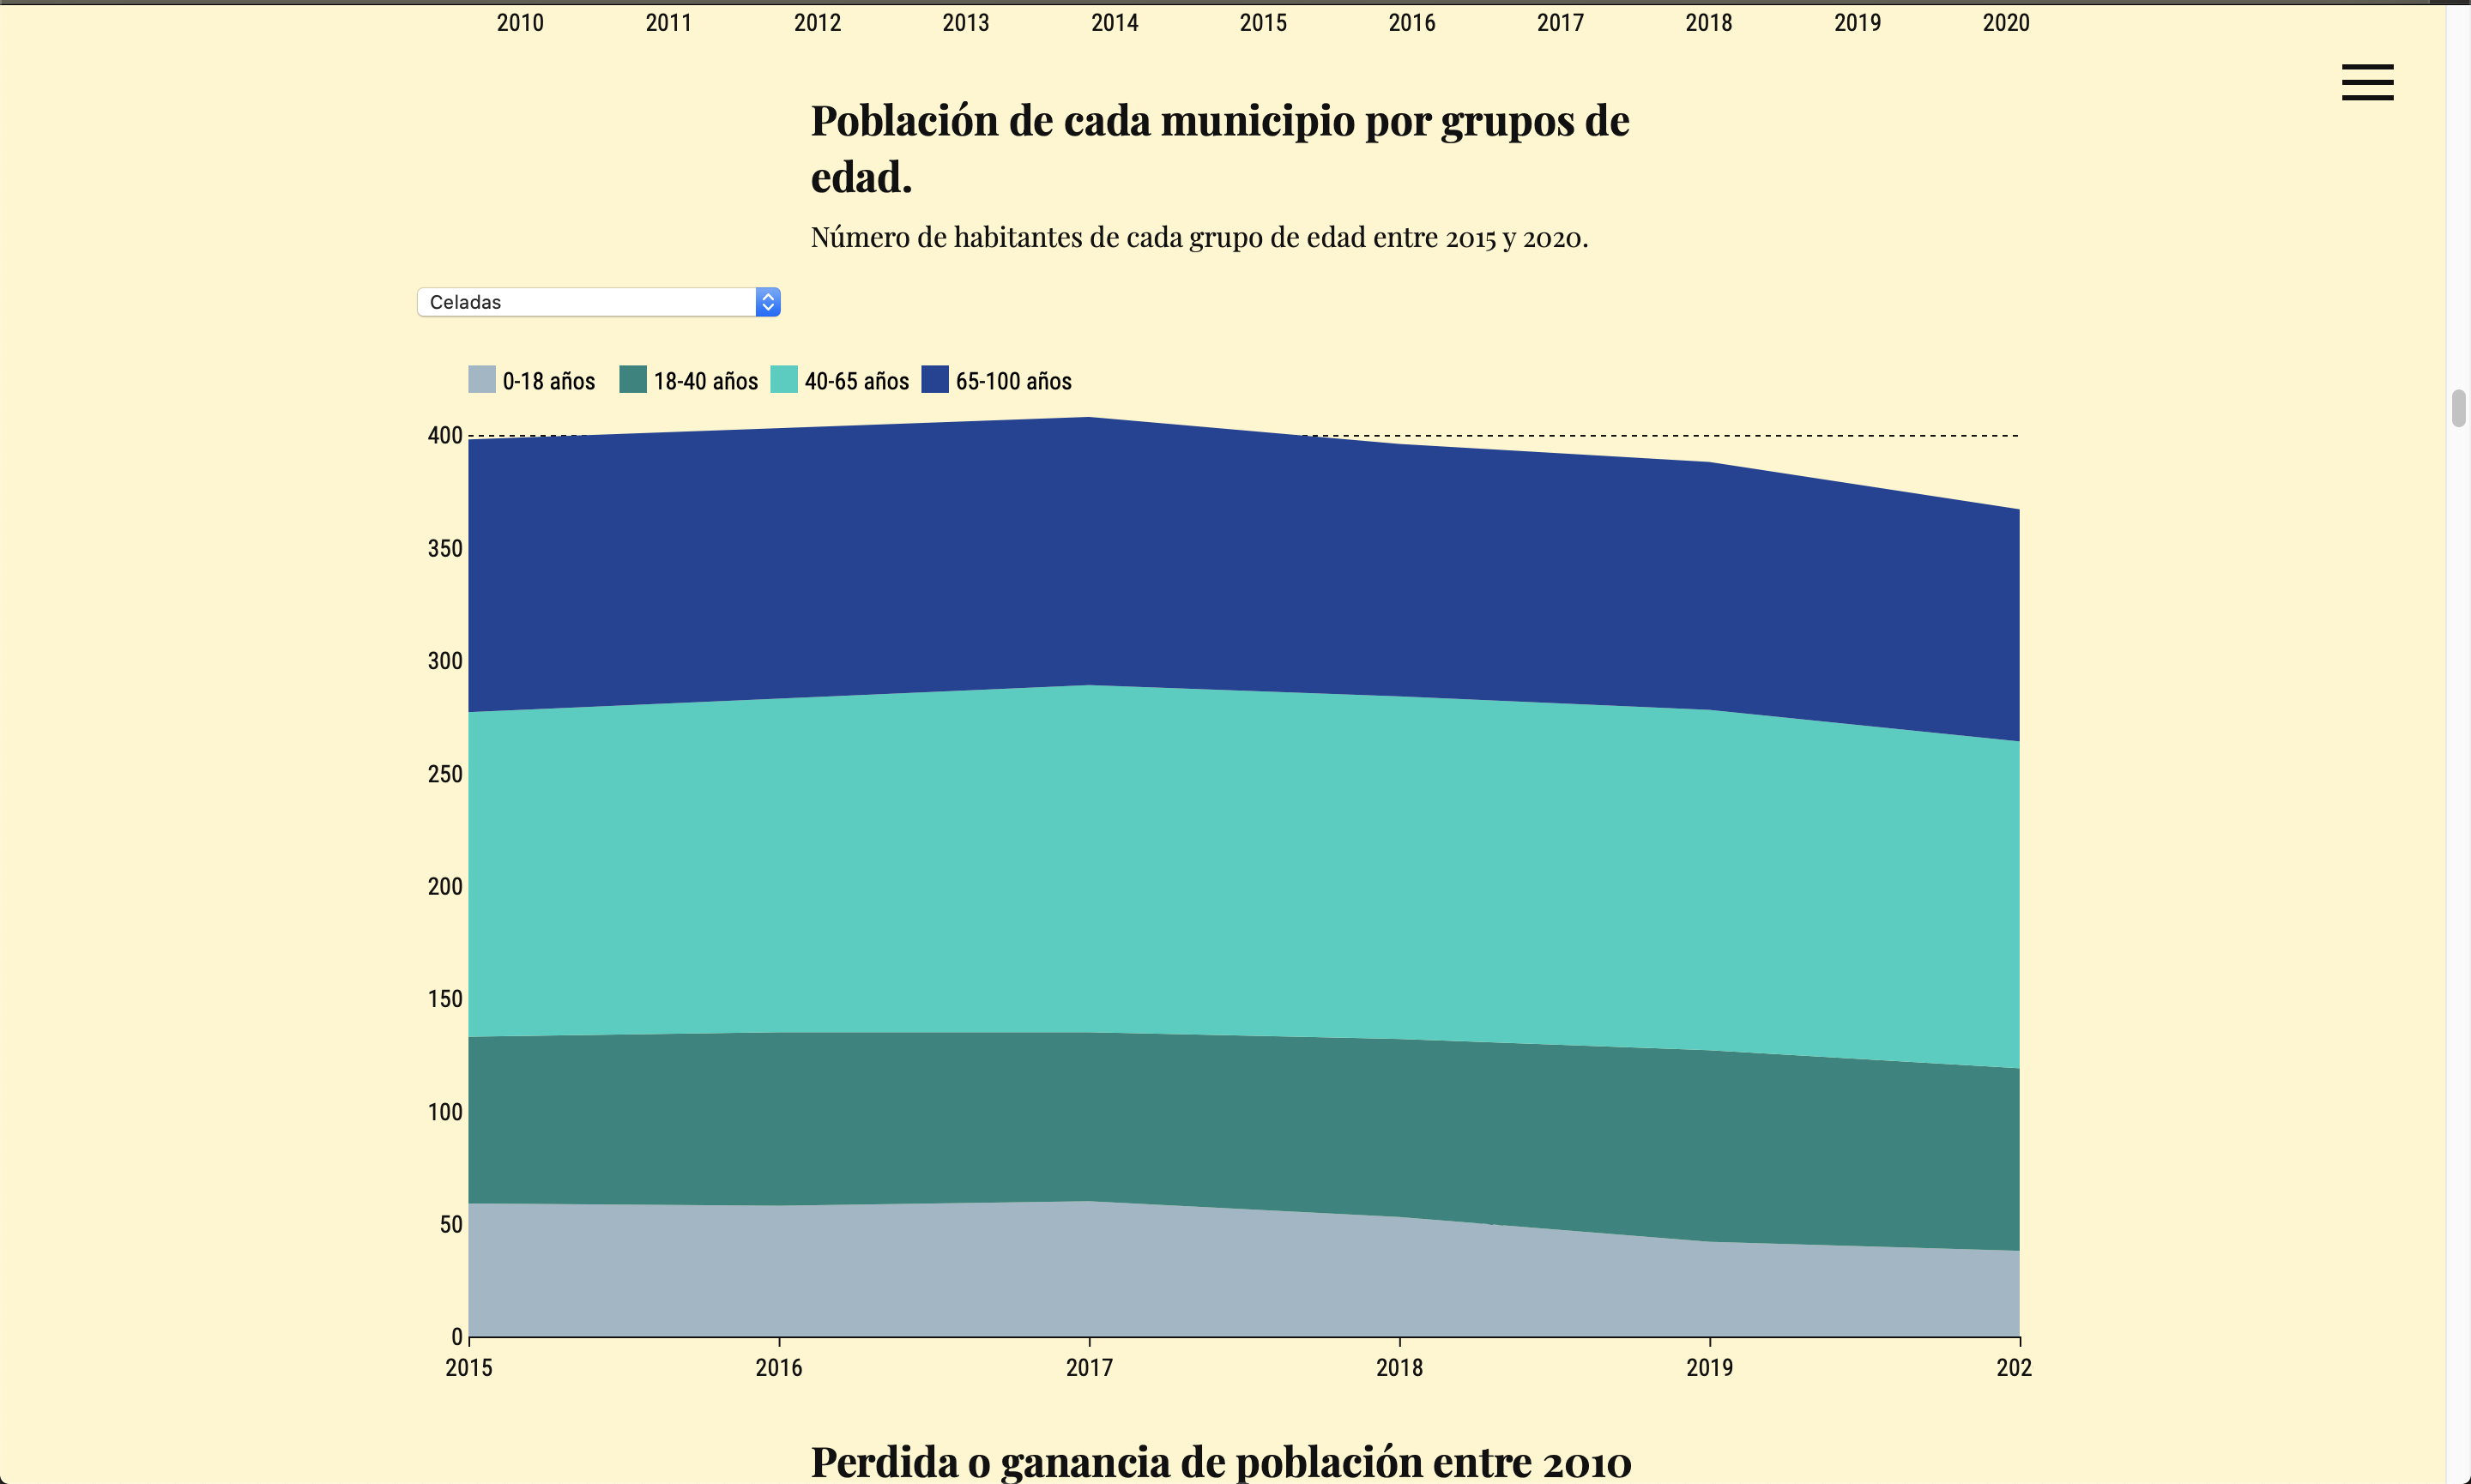 2010 2011 2012 2013 2014 2015 2016 2017 2018 2019 2020
Población de cada municipio por grupos de
edad.
Número de habitantes de cada grupo de edad entre 2015 y 2020.
Celadas
0-18 años 18-40 años 40-65 años 65-100 años
400
350
300
250
200
150
100
50
0
2015 2016 2017 2018 2019 202
Perdida o ganancia de población entre 2010